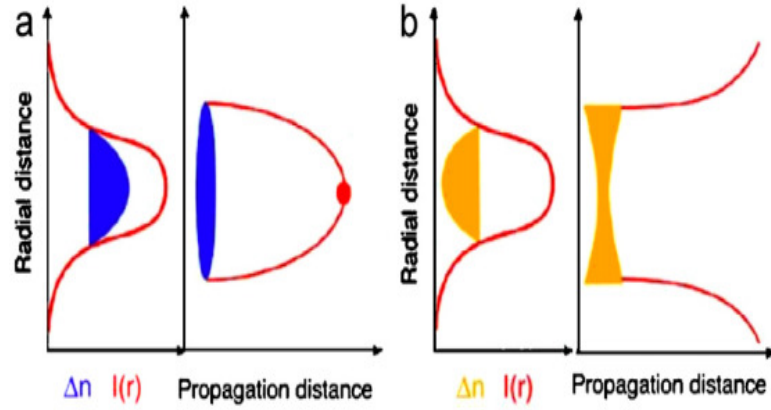 a
Radial distance
Δn I(r)
Propagation distance
b
Radial distance
Δn I(r)
Propagation distance